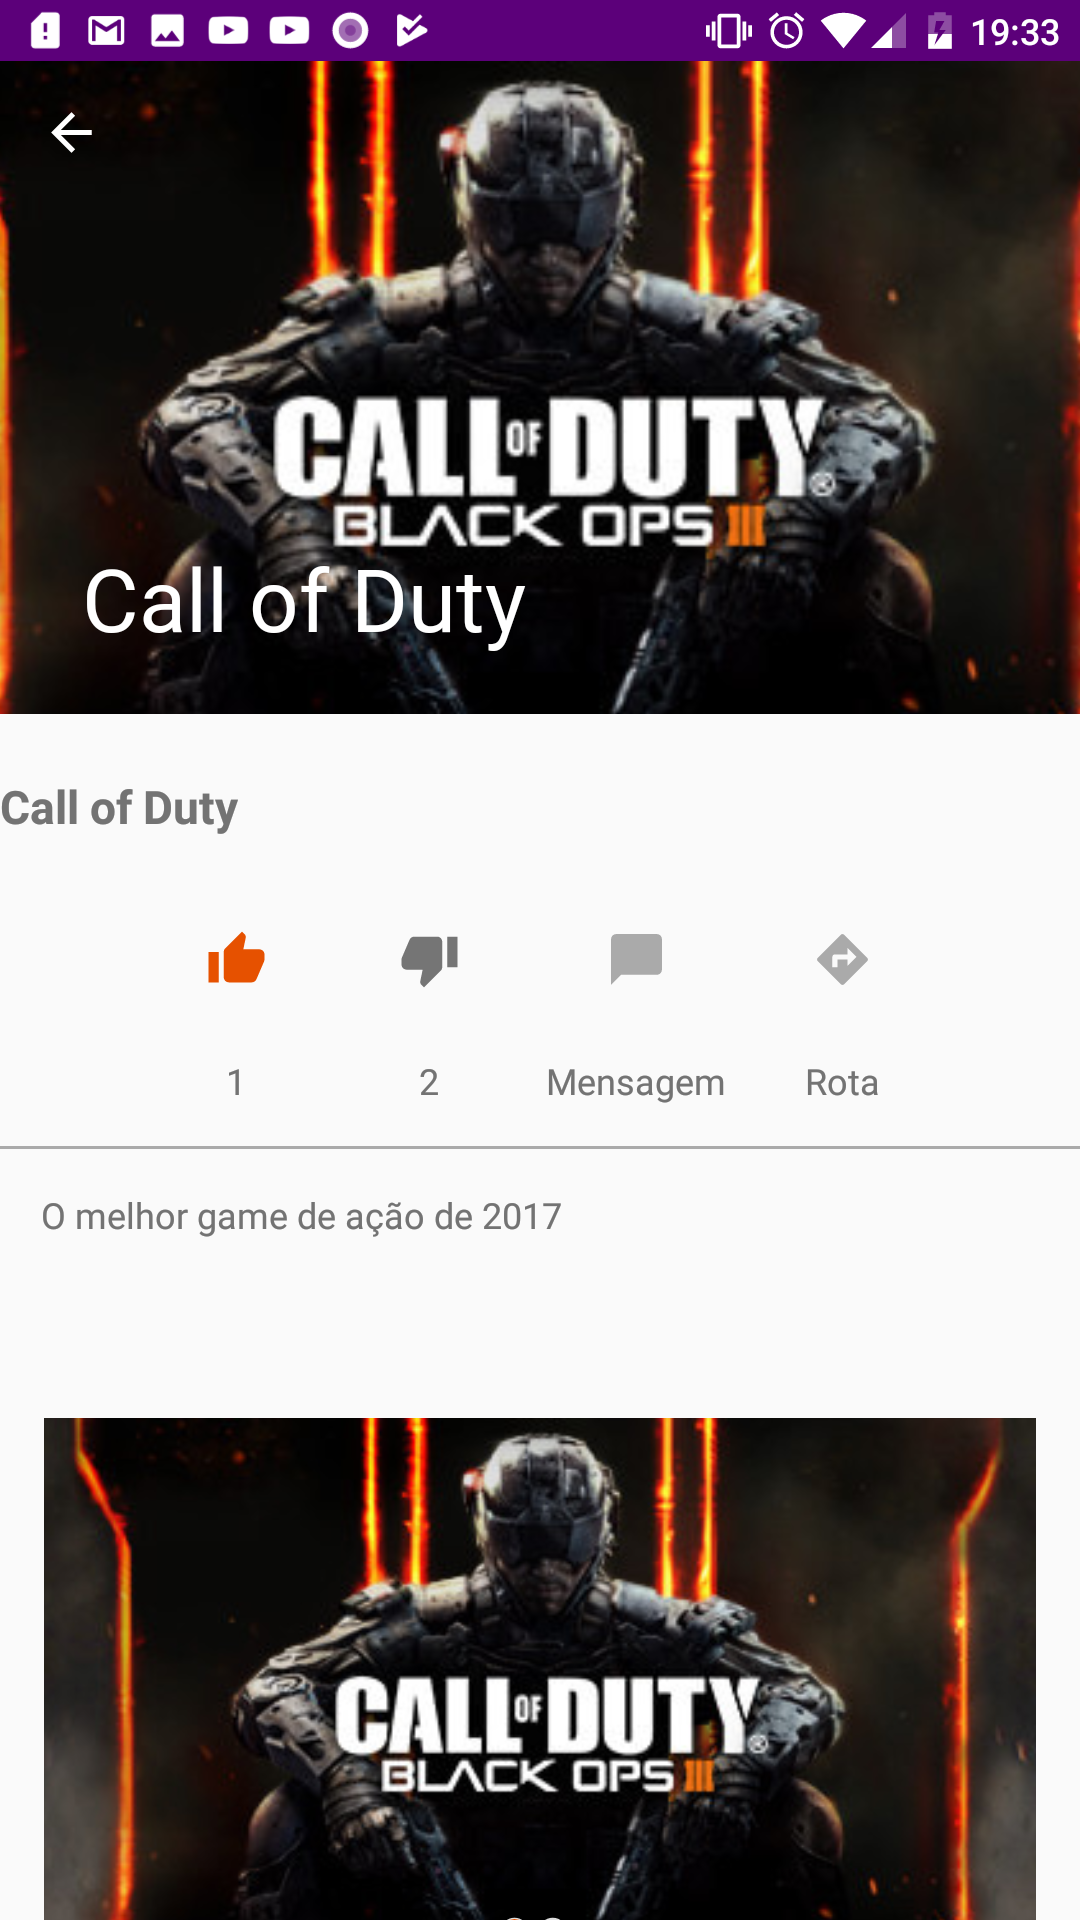 19:33
CALL OF DUTY®
BLACK OPS III
Call of Duty
Call of Duty
1 2 Mensagem Rota
O melhor game de ação de 2017
CALL OF DUTY®
BLACK OPS III